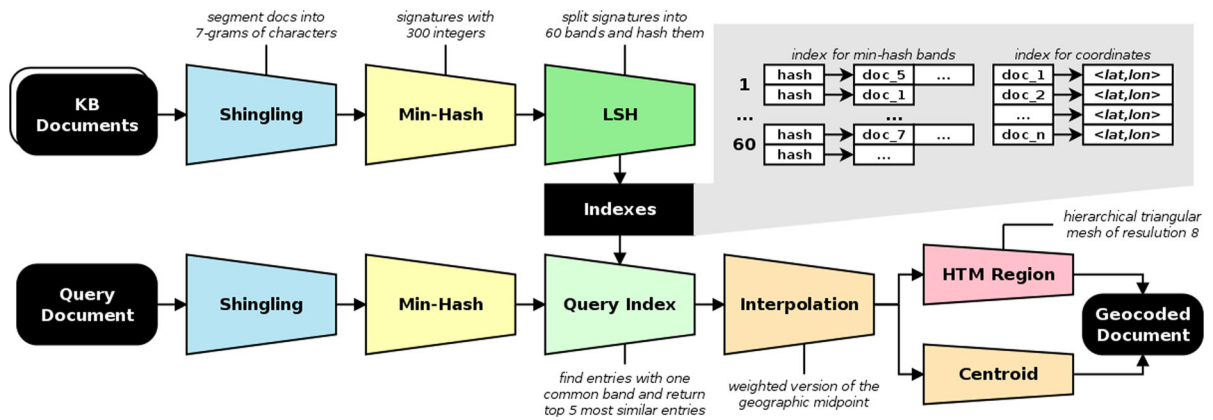 segment docs into
7-grams of characters
signatures with
300 integers
split signatures into
60 bands and hash them
KB
Documents
Shingling
Min-Hash
LSH
index for min-hash bands
1
hash doc_5 ...
hash doc_1
... ...
60
hash doc_7 ...
hash ...
index for coordinates
doc_1 <lat,lon>
doc_2 <lat,lon>
... <lat,lon>
doc_n <lat,lon>
Indexes
hierarchical triangular
mesh of resulution 8
Query
Document
Shingling
Min-Hash
Query Index
Interpolation
HTM Region
Centroid
Geocoded
Document
find entries with one
common band and return
top 5 most similar entries
weighted version of the
geographic midpoint